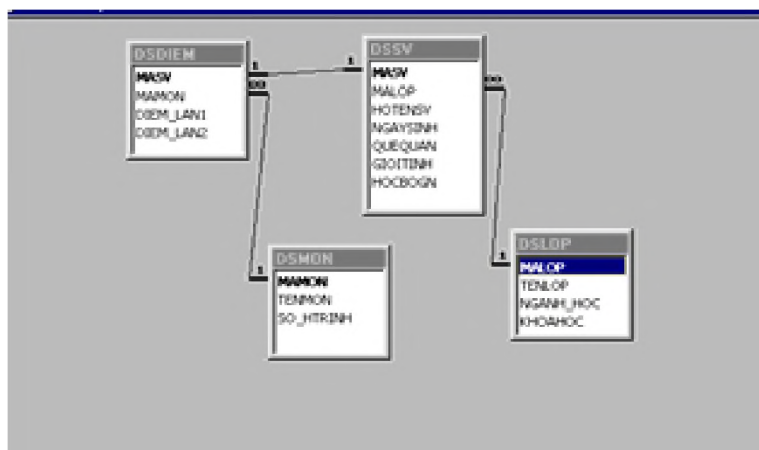 DSDIEM
MASV
MAMON
DIEM_LAN1
DIEM_LAN2
1
∞
1
DSSV
MASV
MALOP
HOTENSV
NGAYSINH
QUEQUAN
GIOITINH
HOCBOGN
∞
1
DSMON
MAMON
TENMON
SO_HTRINH
1
DSLOP
MALOP
TENLOP
NGANH_HOC
KHOAHOC